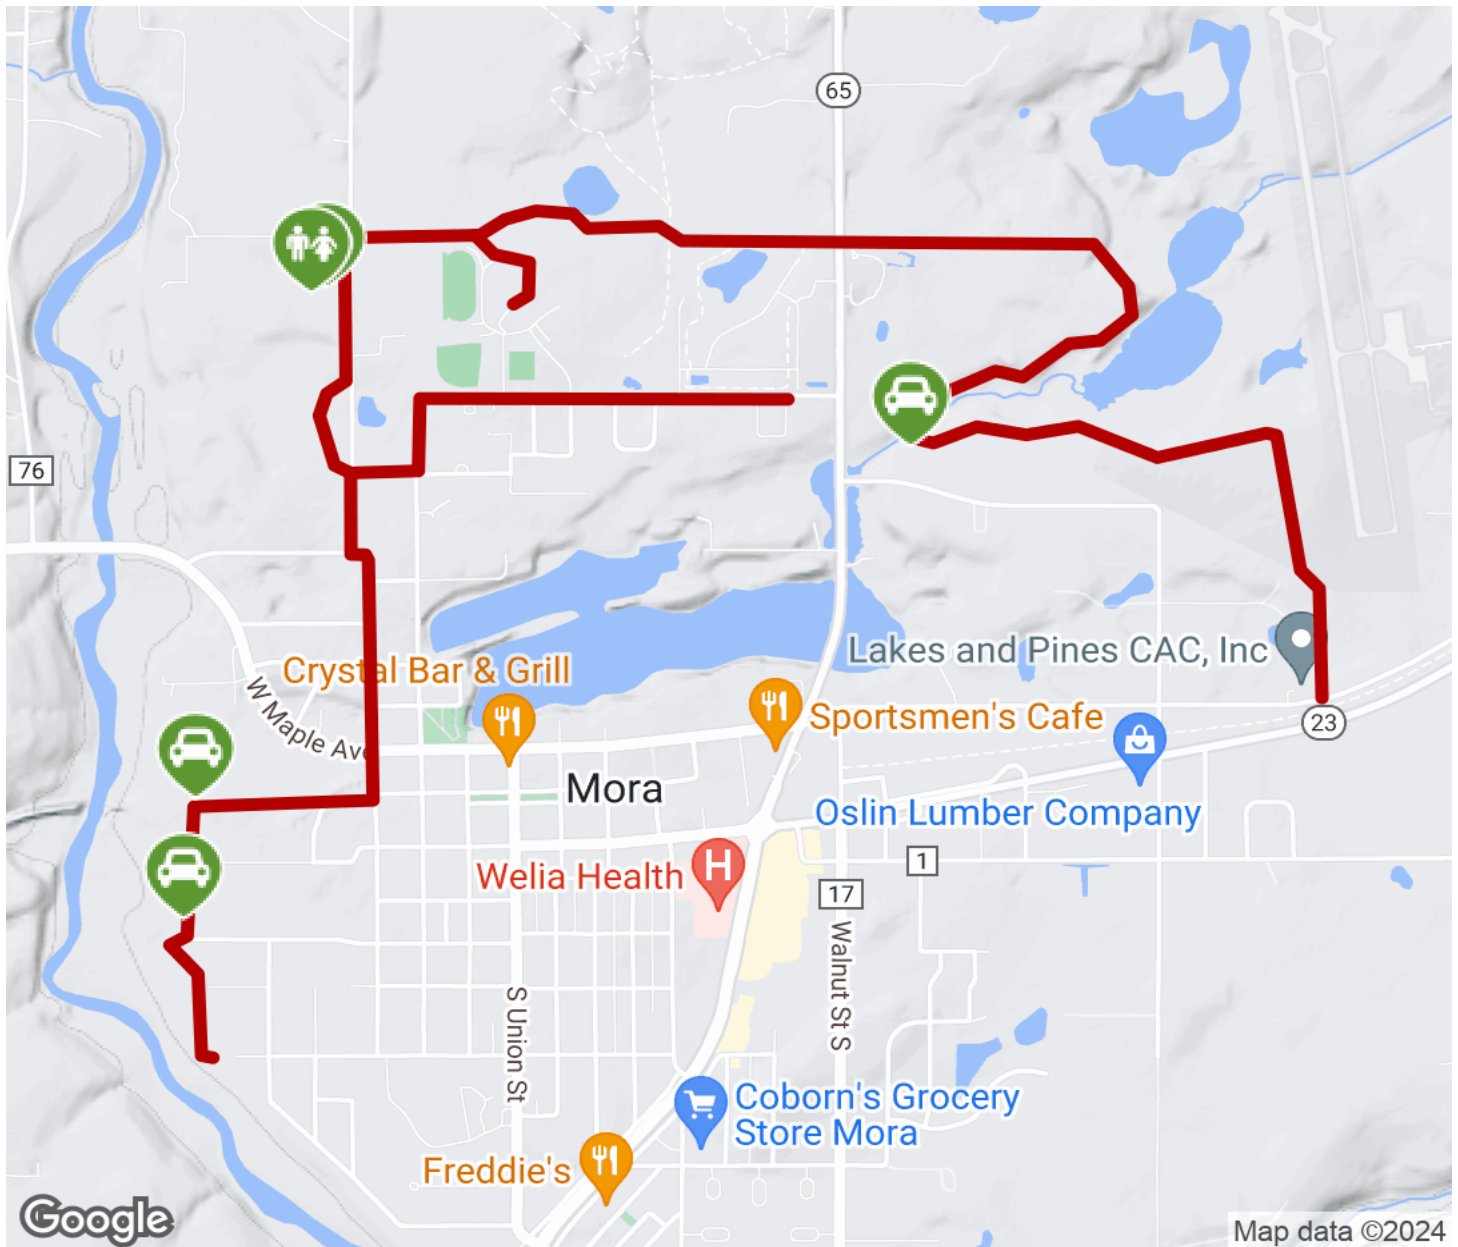 65
76
Crystal Bar & Grill
Lakes and Pines CAC, Inc
W Maple Ave
Sportsmen's Cafe
23
Mora
Oslin Lumber Company
H
Welia Health
1
17
Walnut St S
S Union St
Coborn's Grocery
Store Mora
Freddie's
Google
Map data ©2024